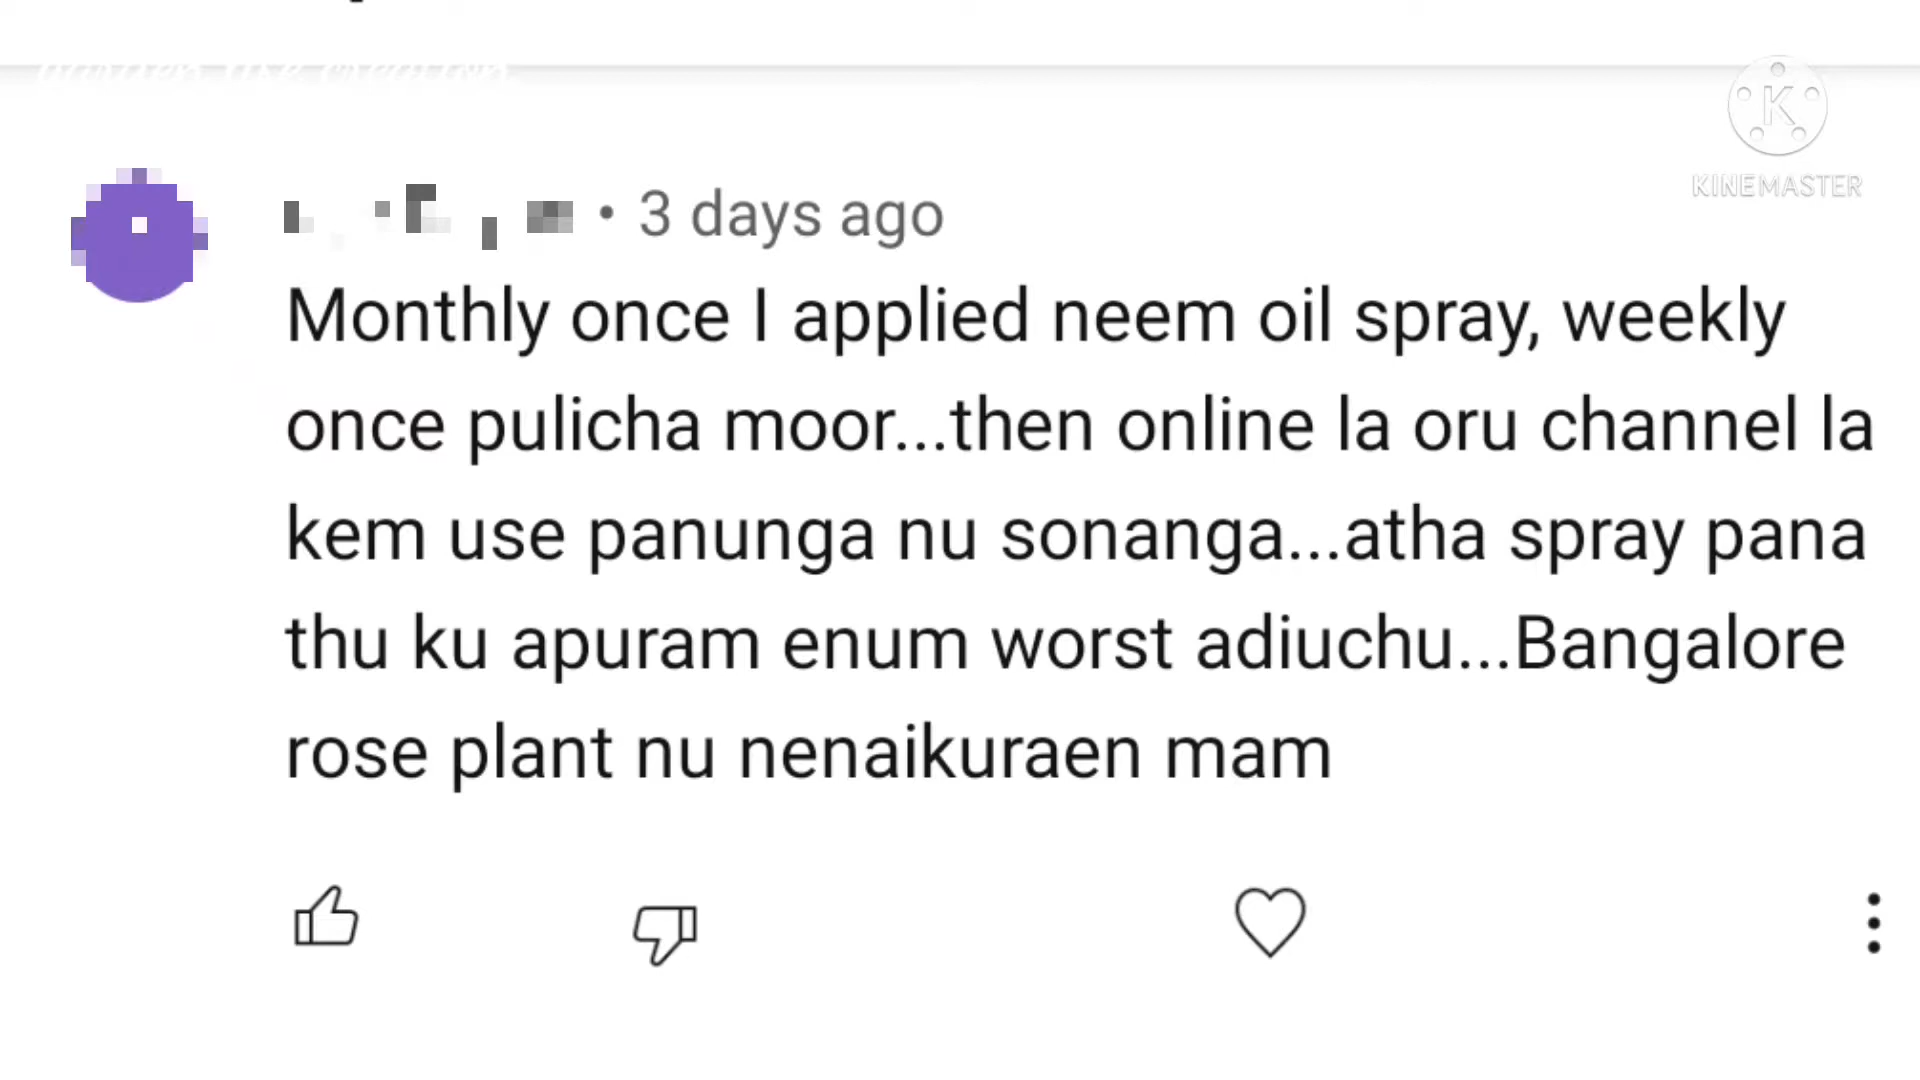 KINEMASTER
• 3 days ago
Monthly once I applied neem oil spray, weekly
once pulicha moor...then online la oru channel la
kem use panunga nu sonanga...atha spray pana
thu ku apuram enum worst adiuchu...Bangalore
rose plant nu nenaikuraen mam